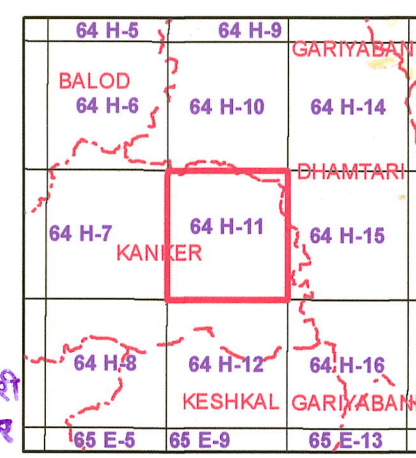 64 H-5 64 H-9
GARIYABAN
BALOD
64 H-6 64 H-10 64 H-14
DHAMTARI
64 H-7 64 H-11 64 H-15
KANKER
64 H-8 64 H-12 64 H-16
KESHKAL GARIYABAN
65 E-5 65 E-9 65 E-13